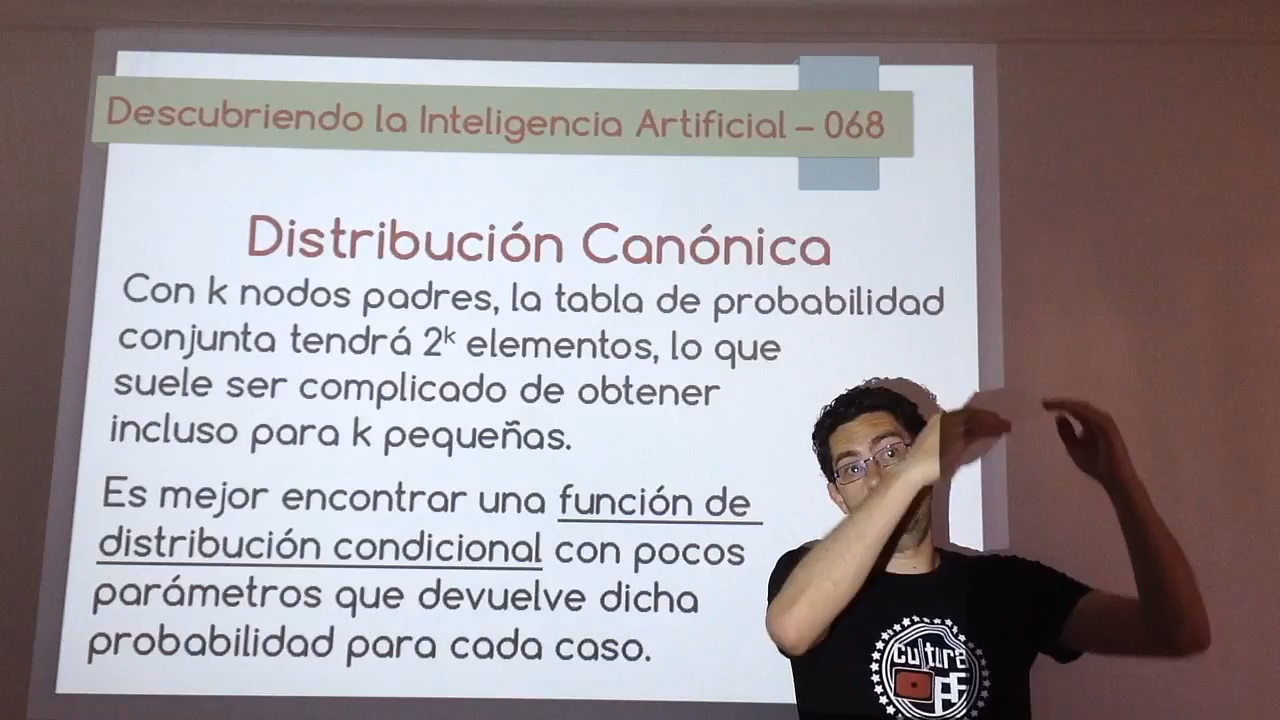 Descubriendo la Inteligencia Artificial – 068
Distribución Canónica
Con k nodos padres, la tabla de probabilidad
conjunta tendrá 2ᵏ elementos, lo que
suele ser complicado de obtener
incluso para k pequeñas.
Es mejor encontrar una función de
distribución condicional con pocos
parámetros que devuelve dicha
probabilidad para cada caso.
cultura